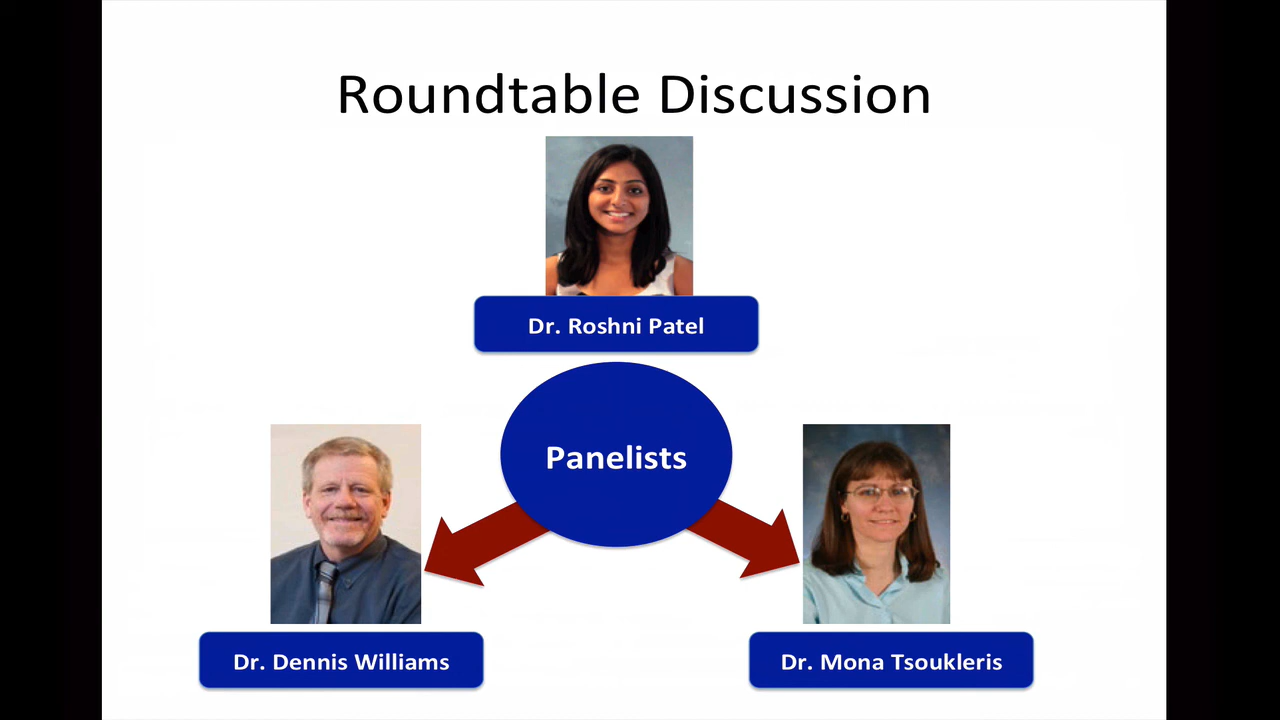 Roundtable Discussion
Dr. Roshni Patel
Panelists
Dr. Dennis Williams
Dr. Mona Tsoukleris